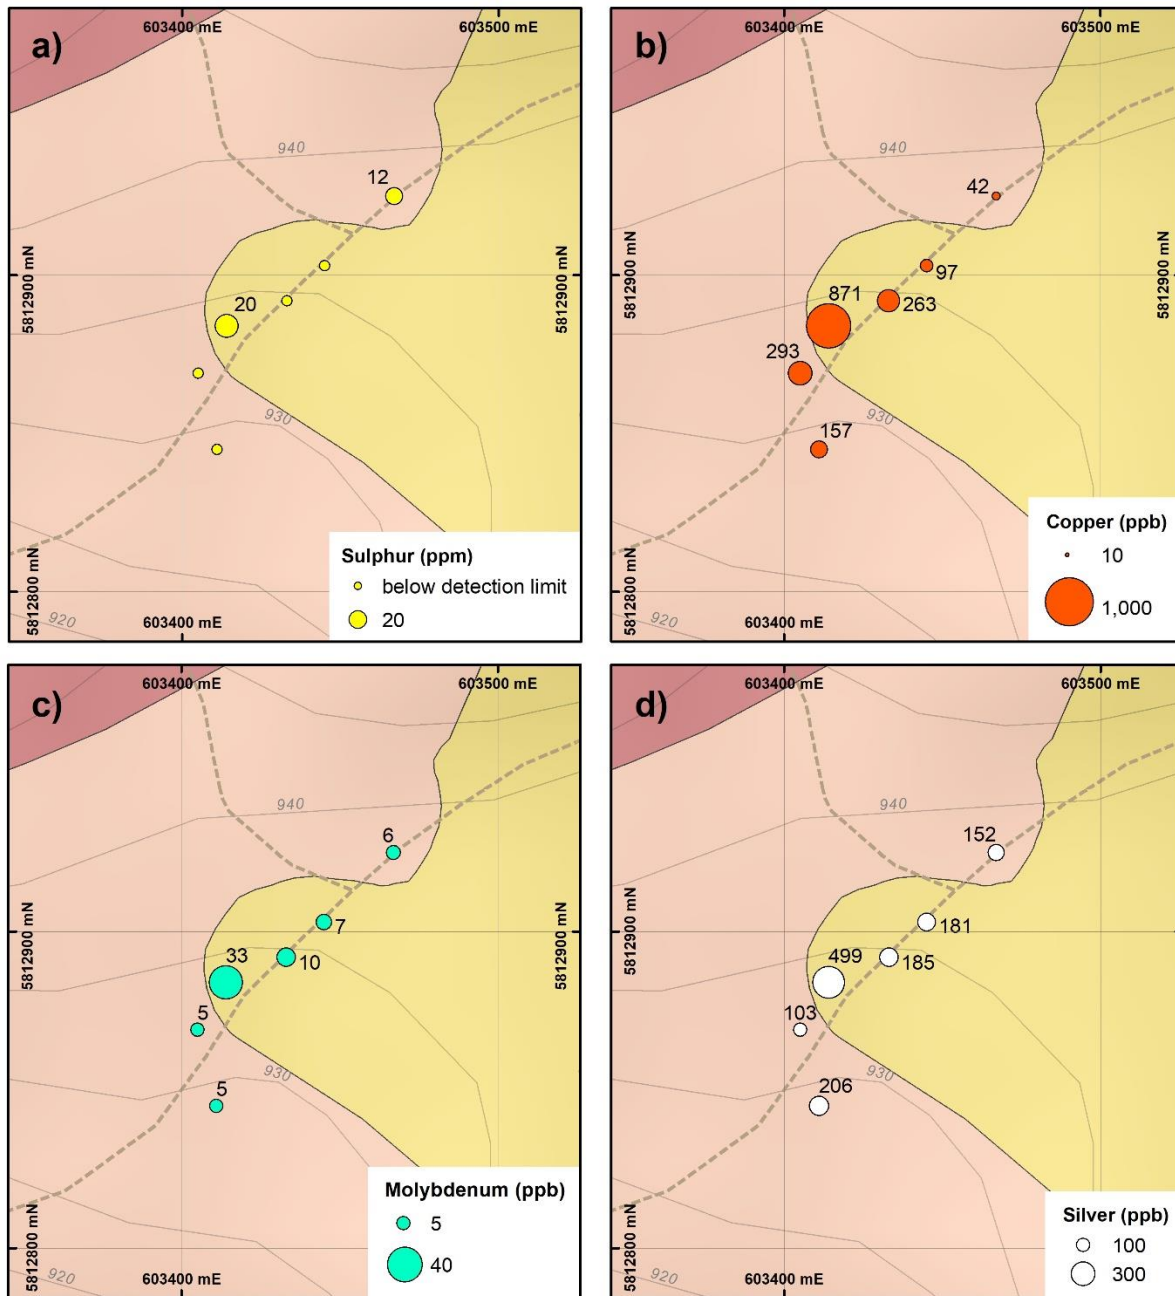 a)
603400 mE
603500 mE
940
12
5812900 mN
5812900 mN
20
930
Sulphur (ppm)
below detection limit
20
5812800 mN
920
603400 mE
b)
603400 mE
603500 mE
940
42
5812900 mN
5812900 mN
97
871
263
293
157
930
Copper (ppb)
10
1,000
5812800 mN
920
603400 mE
c)
603400 mE
603500 mE
940
6
7
5812900 mN
5812900 mN
33
10
5
5
930
Molybdenum (ppb)
5
40
5812800 mN
920
603400 mE
d)
603400 mE
603500 mE
940
152
181
5812900 mN
5812900 mN
499
185
103
206
930
Silver (ppb)
100
300
5812800 mN
920
603400 mE